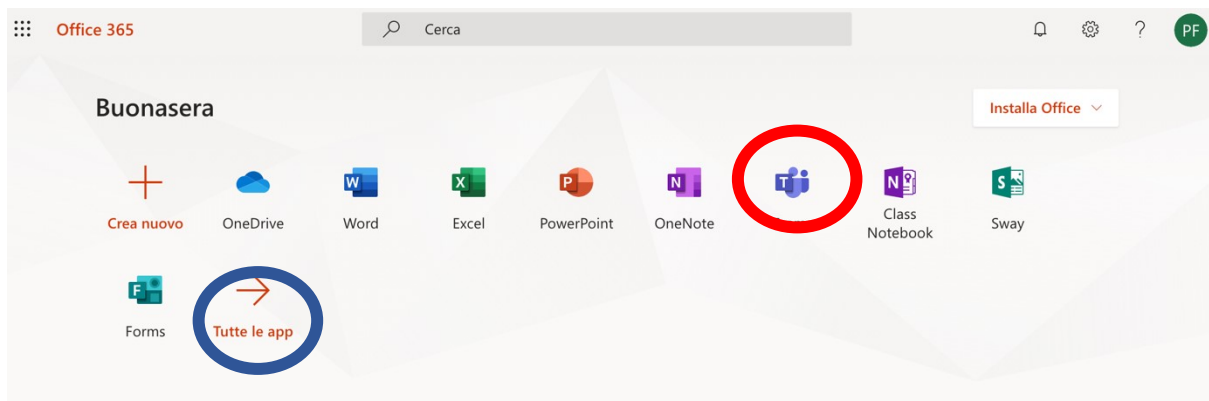 Office 365
Cerca
?
PF
Buonasera
Installa Office
Crea nuovo
OneDrive
Word
Excel
PowerPoint
OneNote
Class
Notebook
Sway
Forms
Tutte le app